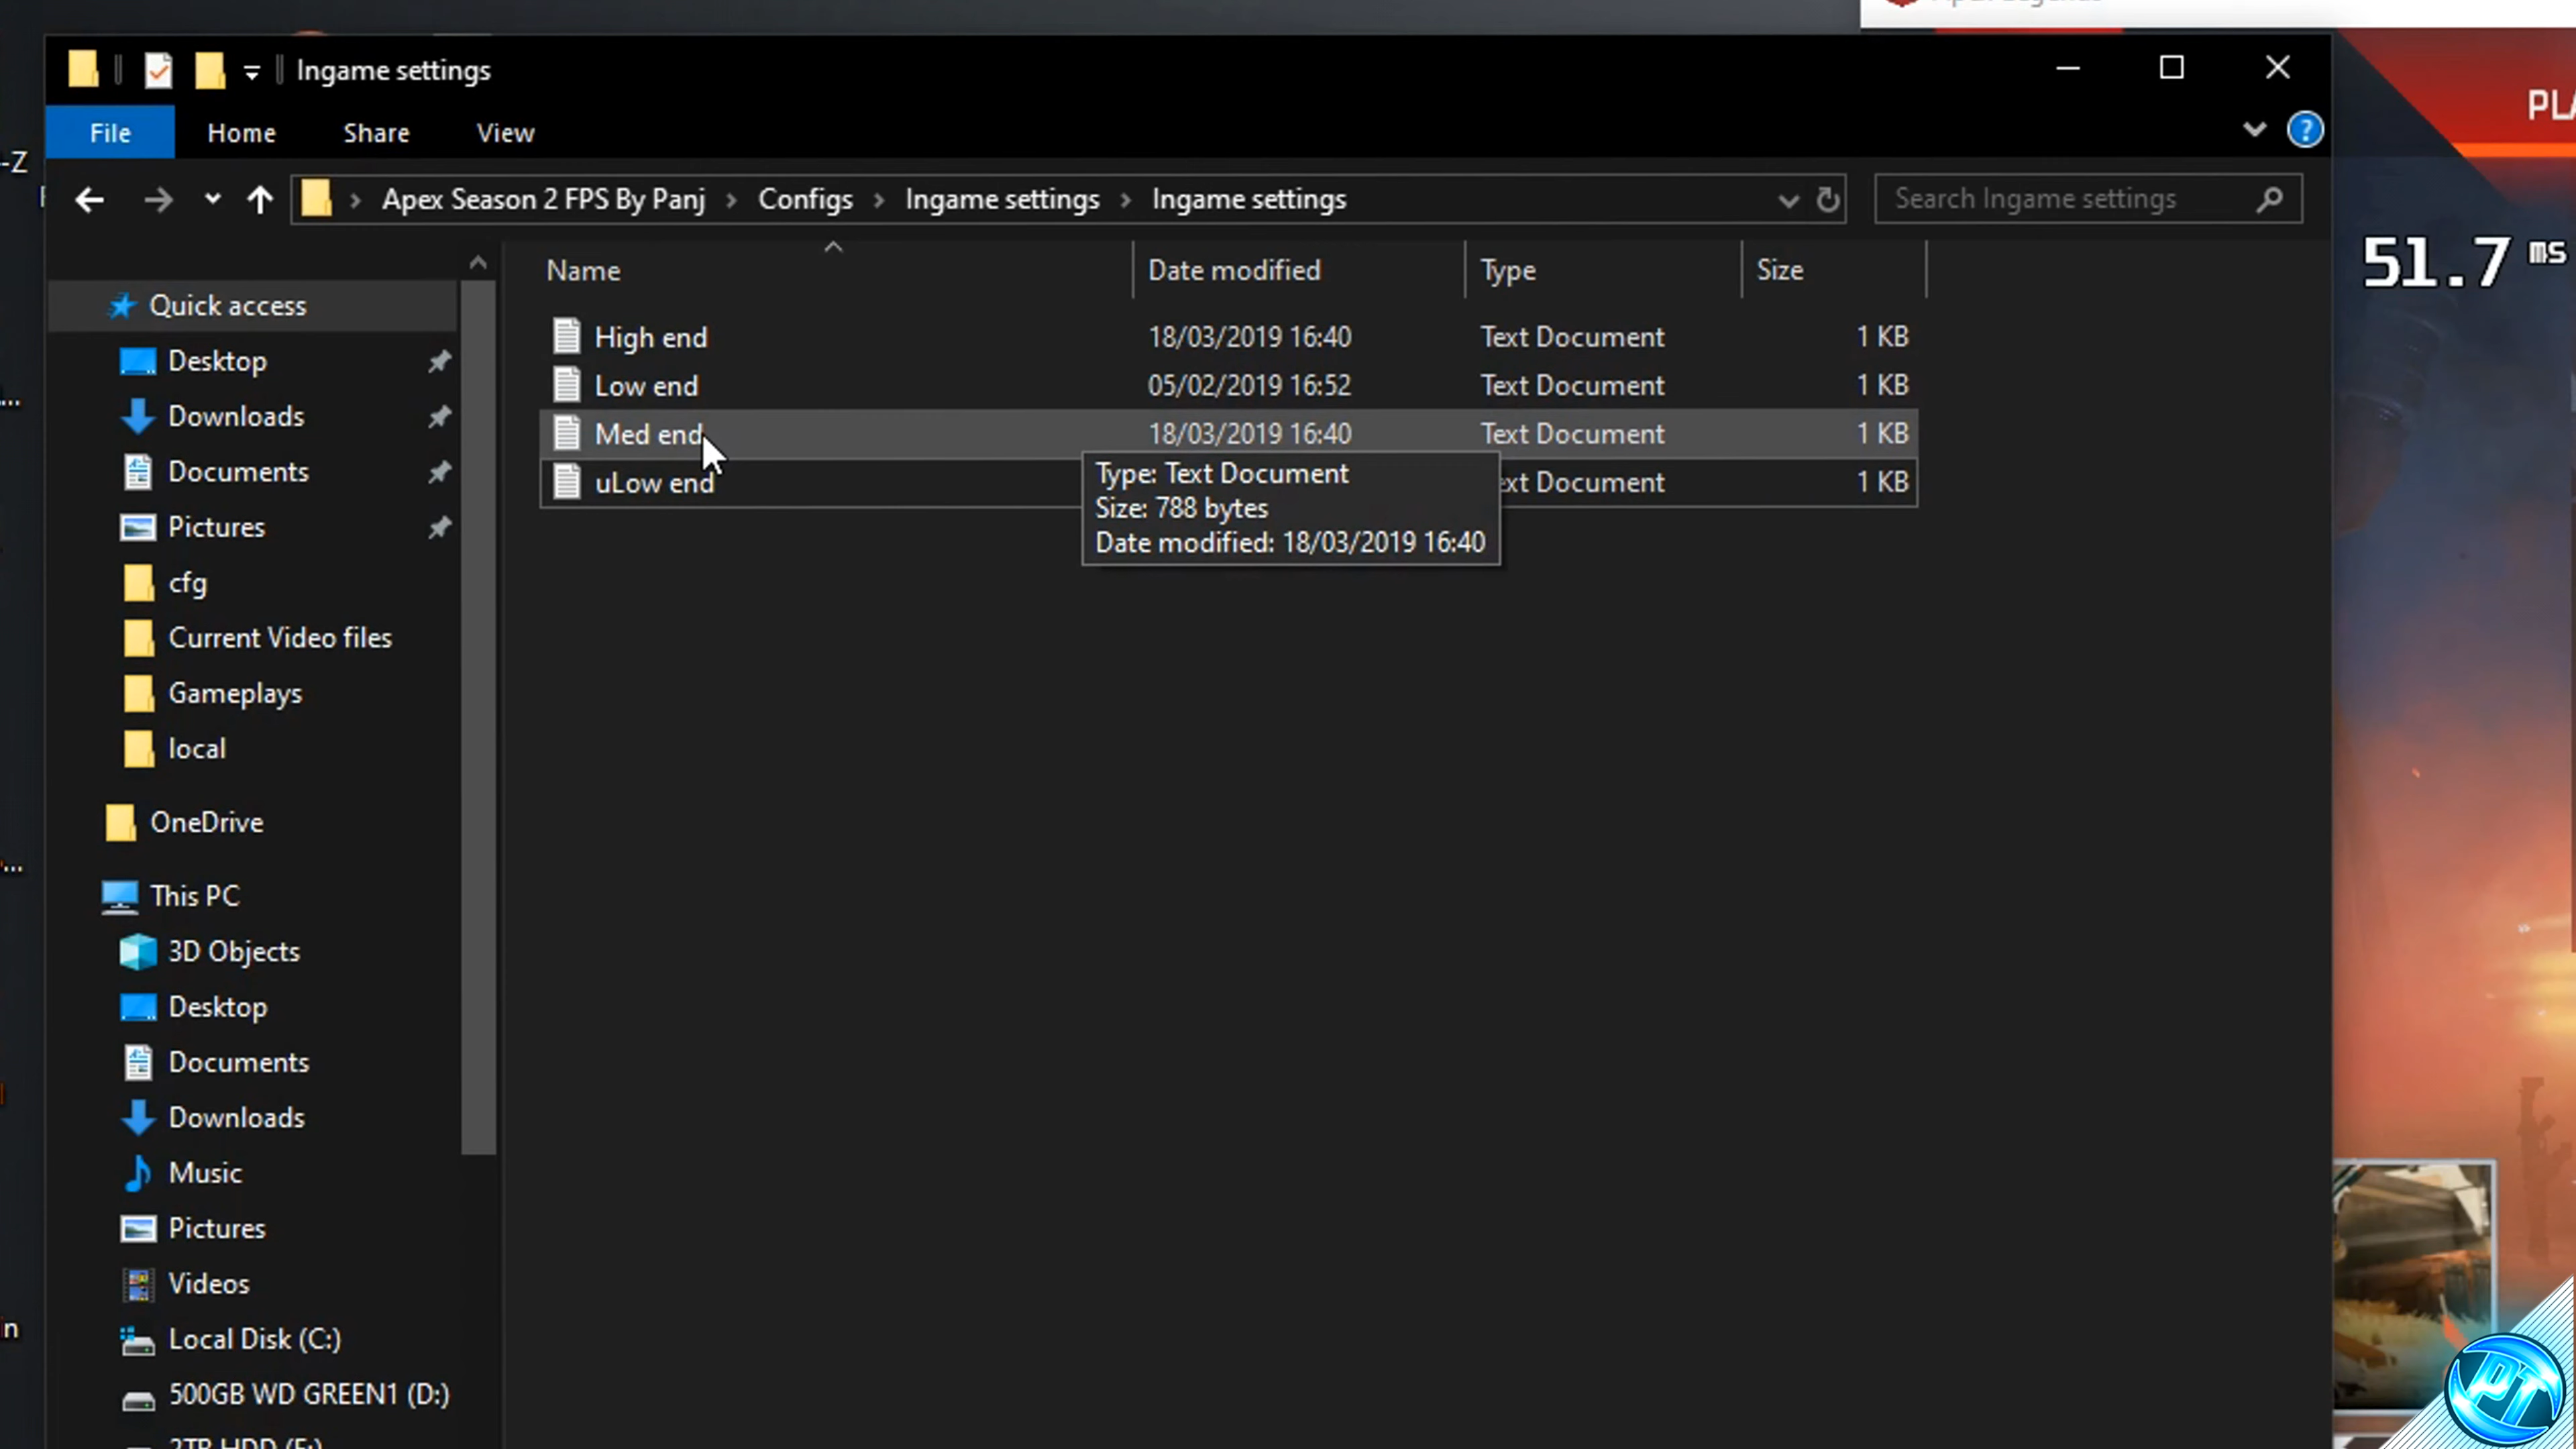 Ingame settings
File Home Share View
Apex Season 2 FPS By Panj > Configs > Ingame settings > Ingame settings
Search Ingame settings
Name Date modified Type Size
High end 18/03/2019 16:40 Text Document 1 KB
Low end 05/02/2019 16:52 Text Document 1 KB
Med end 18/03/2019 16:40 Text Document 1 KB
uLow end ext Document 1 KB
Type: Text Document
Size: 788 bytes
Date modified: 18/03/2019 16:40
Quick access
Desktop
Downloads
Documents
Pictures
cfg
Current Video files
Gameplays
local
OneDrive
This PC
3D Objects
Desktop
Documents
Downloads
Music
Pictures
Videos
Local Disk (C:)
500GB WD GREEN1 (D:)
-Z
...
...
in
PLA
51.7 ms
PT